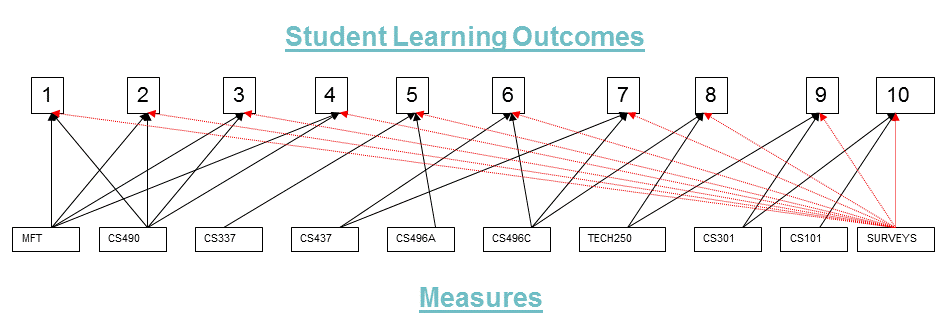 Student Learning Outcomes
1 2 3 4 5 6 7 8 9 10
MFT CS490 CS337 CS437 CS496A CS496C TECH250 CS301 CS101 SURVEYS
Measures